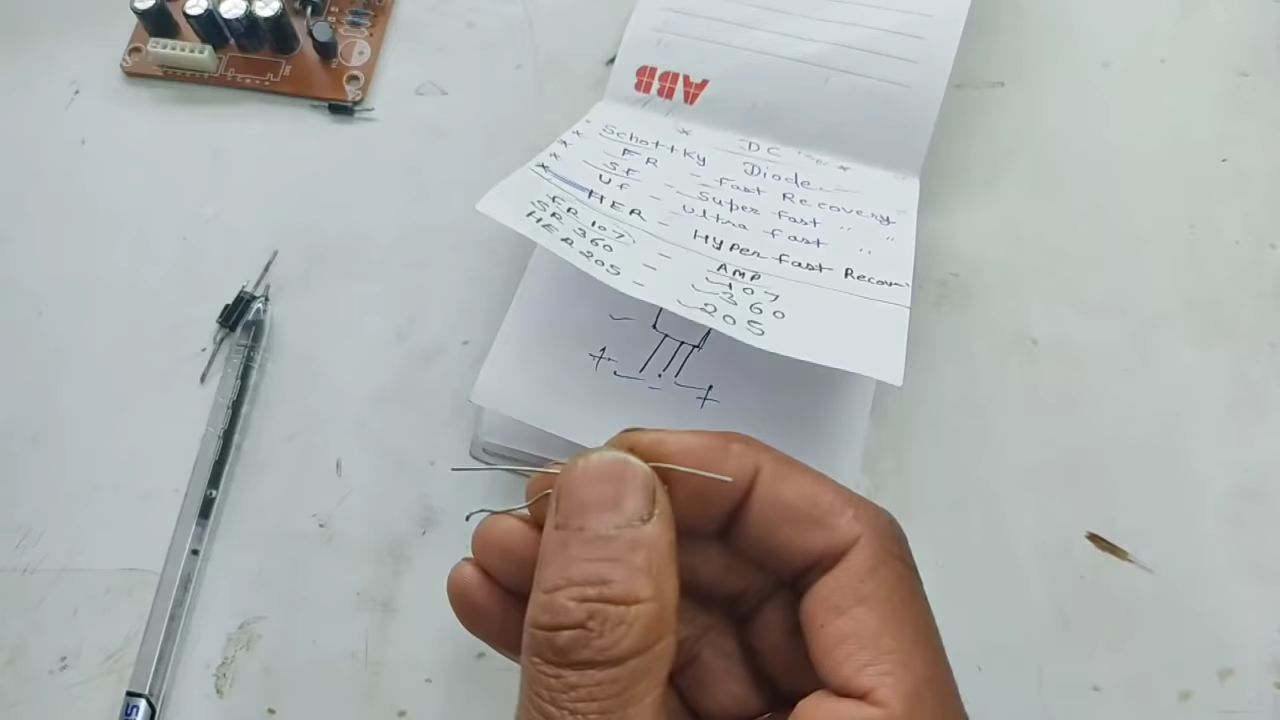 ABB
* DC *
* Schottky Diode
* FR - Fast Recovery
* SF - Super fast " "
UF - Ultra fast " "
* HER - Hyper fast Recov
AMP
FR 107 - 107
SR 360 - 360
HER 205 - 205
+ - +